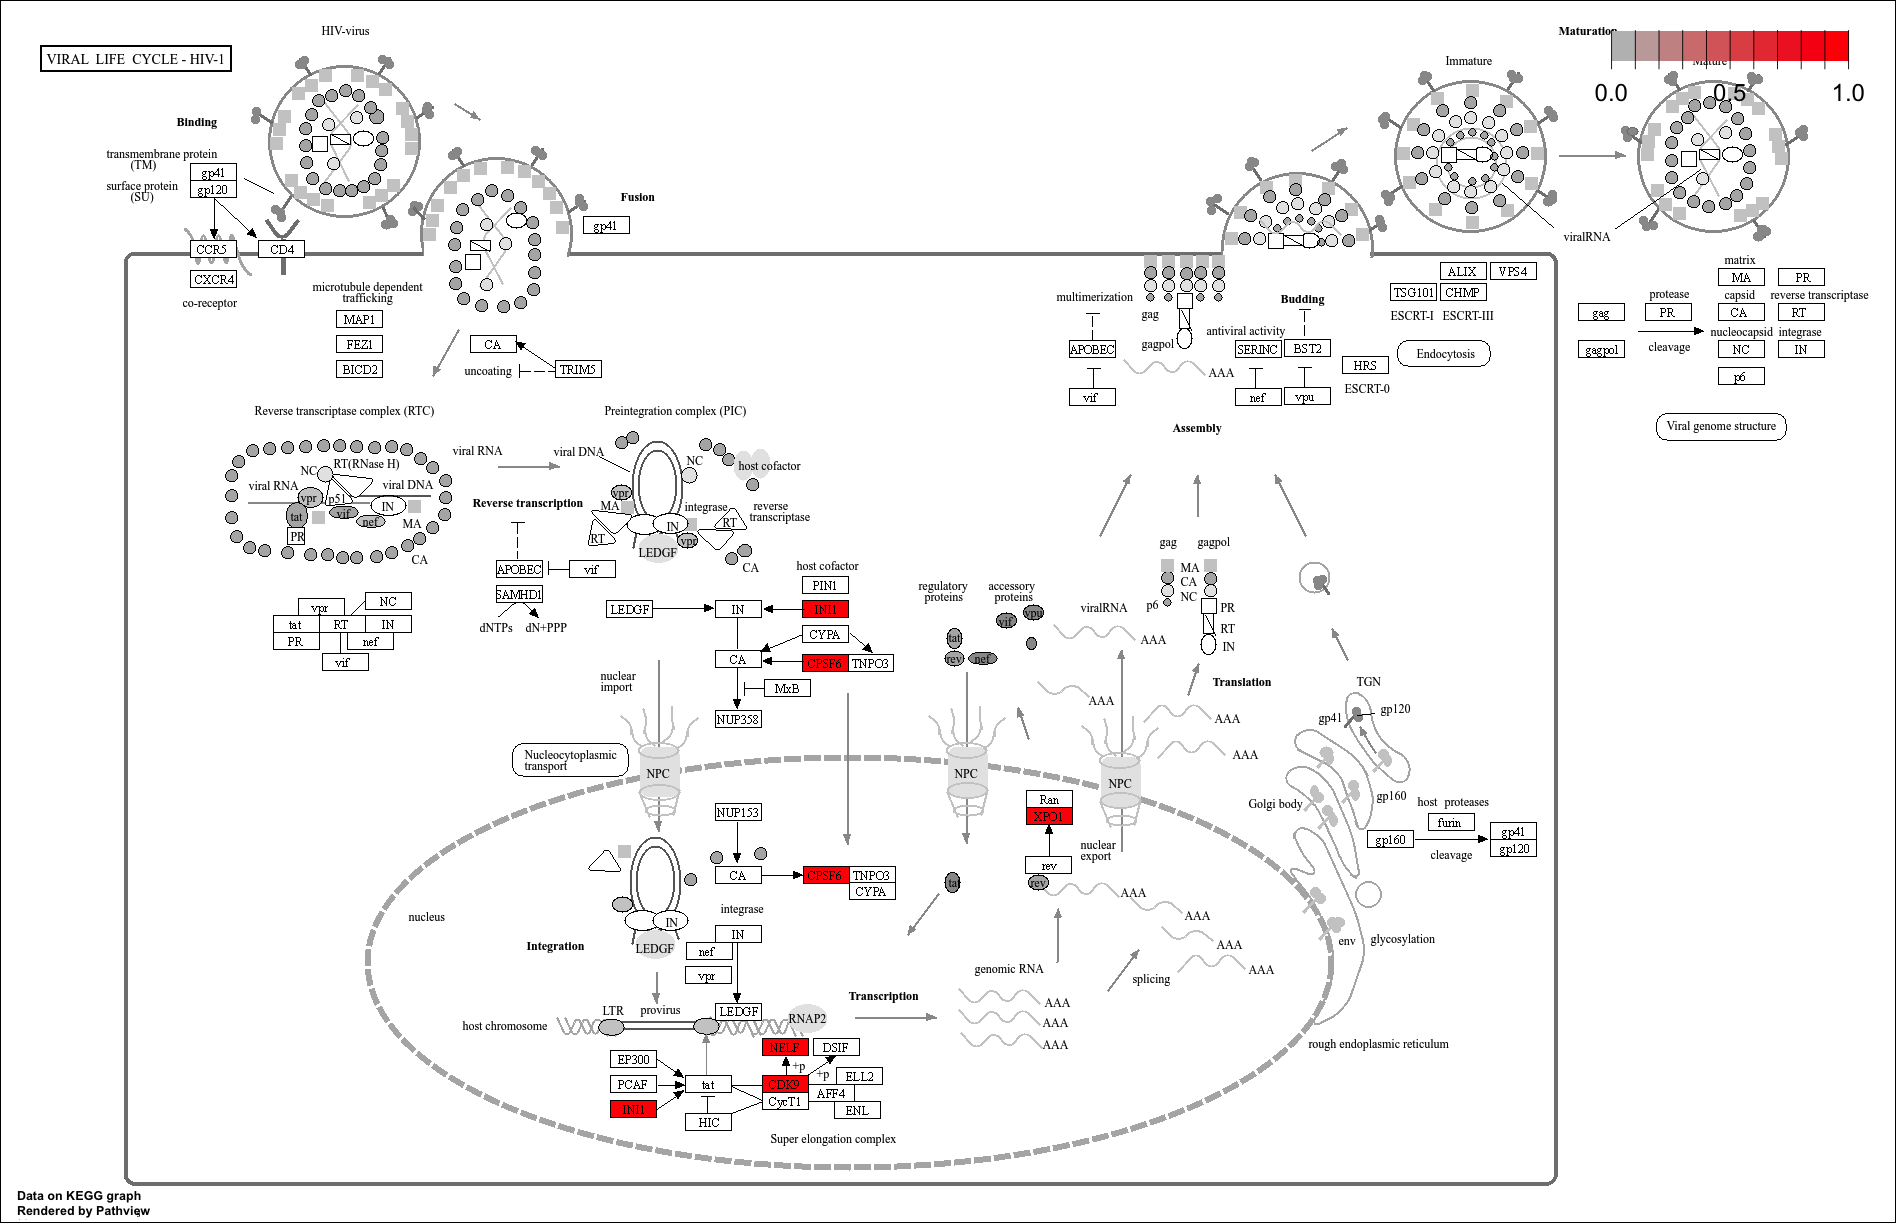 HIV-virus
VIRAL LIFE CYCLE - HIV-1
Maturation
Immature
Mature
0.0
0.5
1.0
Binding
transmembrane protein
(TM)
gp41
surface protein
(SU)
gp120
CCR5
CD4
CXCR4
co-receptor
Fusion
gp41
microtubule dependent
trafficking
MAP1
FEZ1
BICD2
CA
uncoating
TRIM5
viralRNA
multimerization
gag
gagpol
Budding
antiviral activity
APOBEC
SERINC
BST2
AAA
vif
nef
vpu
ALIX
VPS4
TSG101
CHMP
ESCRT-I
ESCRT-III
HRS
ESCRT-0
Endocytosis
matrix
MA
PR
protease
capsid
reverse transcriptase
gag
PR
CA
RT
nucleocapsid
integrase
gagpol
cleavage
NC
IN
p6
Viral genome structure
Assembly
Reverse transcriptase complex (RTC)
Preintegration complex (PIC)
viral RNA
viral DNA
RT(RNase H)
NC
viral RNA
viral DNA
vpr
p51
IN
tat
vif
nef
MA
PR
CA
NC
host cofactor
vpr
MA
integrase
reverse
transcriptase
IN
RT
RT
vpr
LEDGF
CA
Reverse transcription
APOBEC
vif
SAMHD1
dNTPs
dN+PPP
vpr
NC
tat
RT
IN
PR
nef
vif
host cofactor
PIN1
LEDGF
IN
INI1
CYPA
CA
CPSF6
TNPO3
MxB
NUP358
nuclear
import
Nucleocytoplasmic
transport
NPC
NPC
NPC
regulatory
proteins
accessory
proteins
vpu
vif
tat
rev
nef
viralRNA
AAA
AAA
gag
gagpol
MA
CA
NC
p6
PR
RT
IN
Translation
AAA
AAA
TGN
gp41
gp120
gp160
Golgi body
host proteases
furin
gp160
gp41
gp120
cleavage
Ran
XPO1
nuclear
export
rev
rev
AAA
AAA
AAA
AAA
tat
NUP153
CA
CPSF6
TNPO3
CYPA
nucleus
Integration
IN
LEDGF
integrase
IN
nef
vpr
LEDGF
env
glycosylation
splicing
genomic RNA
AAA
AAA
AAA
Transcription
LTR
provirus
RNAP2
host chromosome
rough endoplasmic reticulum
EP300
PCAF
INI1
tat
HIC
NELF
DSIF
+p
+p
CDK9
CycT1
ELL2
AFF4
ENL
Super elongation complex
Data on KEGG graph
Rendered by Pathview